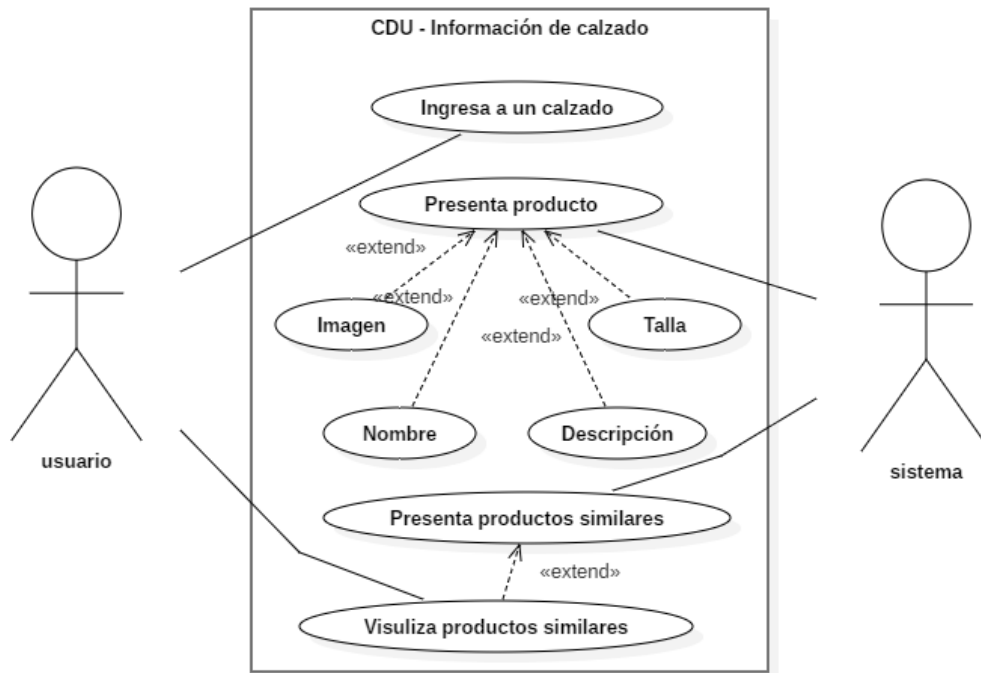 CDU - Información de calzado
Ingresa a un calzado
Presenta producto
«extend»
«extend»
«extend»
«extend»
Imagen
Talla
Nombre
Descripción
usuario
sistema
Presenta productos similares
«extend»
Visuliza productos similares